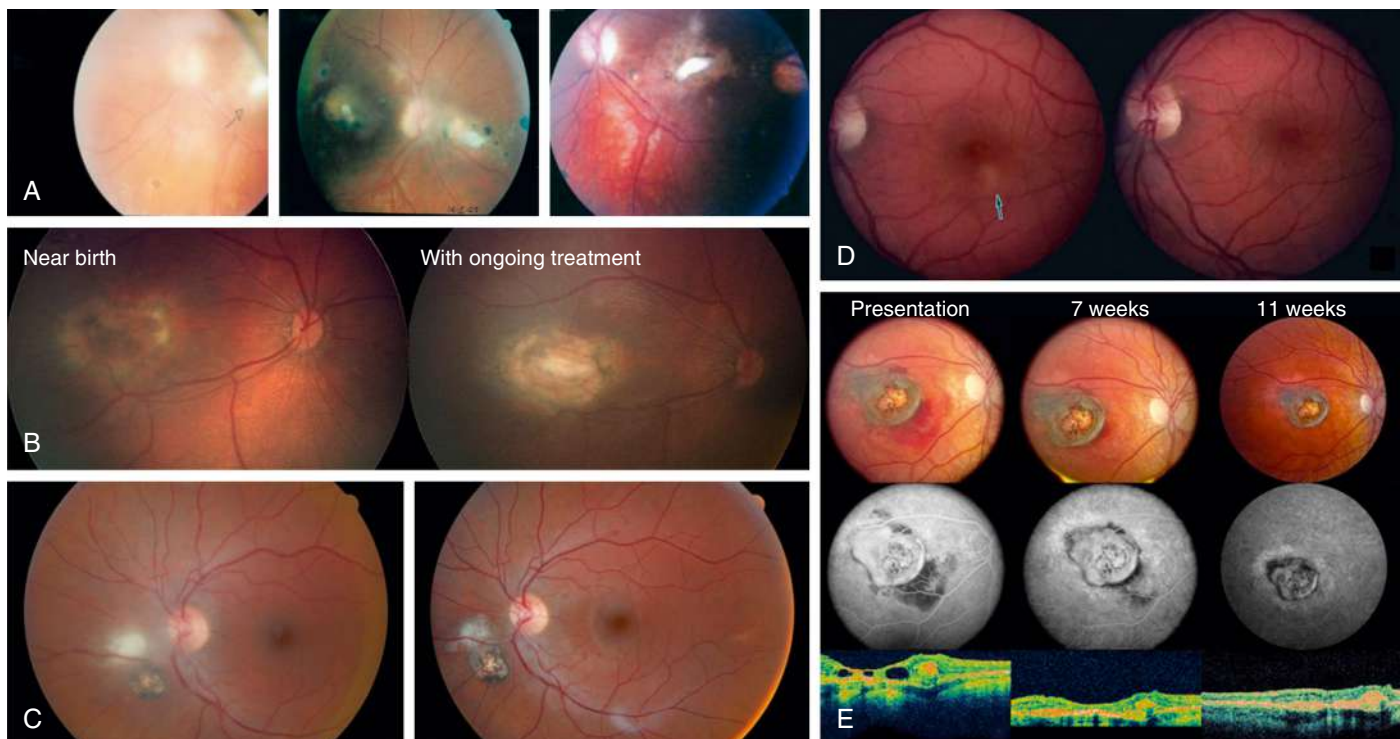 A
B
Near birth
With ongoing treatment
C
D
E
Presentation
7 weeks
11 weeks